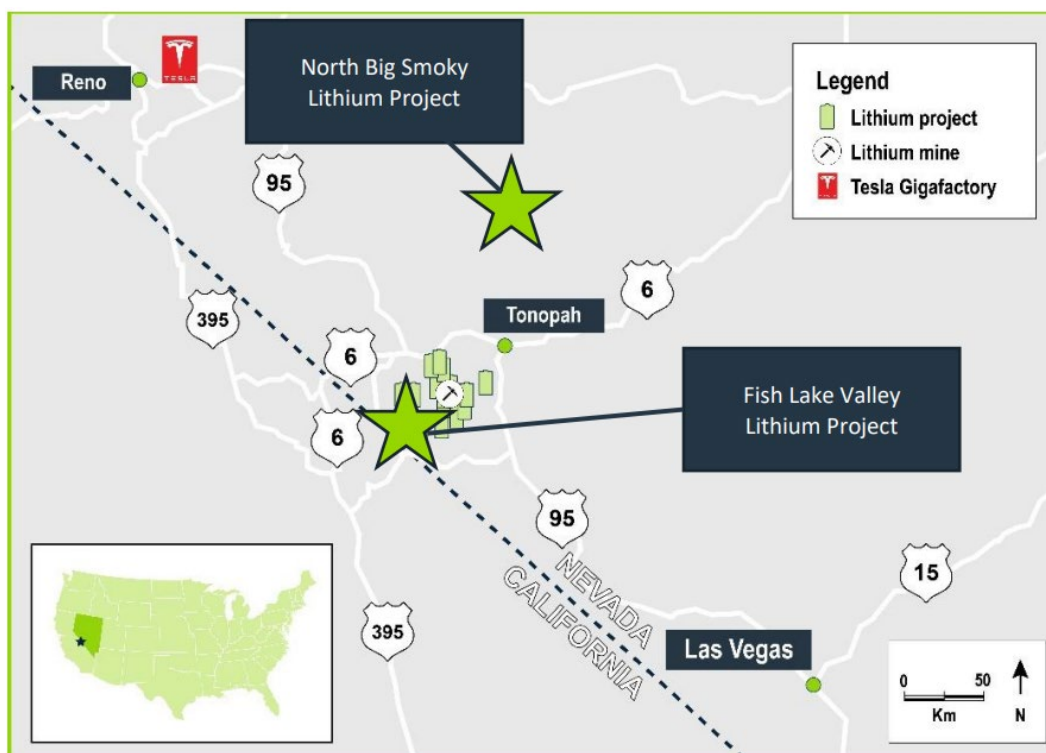 Reno
TESLA
North Big Smoky
Lithium Project
Legend
Lithium project
Lithium mine
Tesla Gigafactory
95
6
395
Tonopah
6
Fish Lake Valley
Lithium Project
6
95
NEVADA
CALIFORNIA
15
395
Las Vegas
0 50
Km N